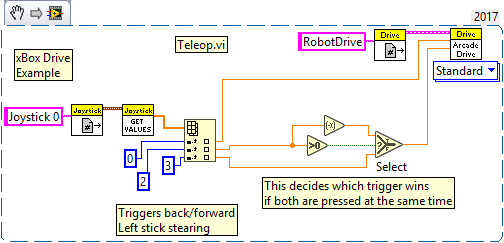 2017
Teleop.vi
xBox Drive
Example
RobotDrive
Drive
#
Drive
Arcade
Drive
Standard
Joystick 0
Joystick
#
Joystick
GET
VALUES
0
2
3
(-x)
>0
?
T
F
Select
This decides which trigger wins
if both are pressed at the same time
Triggers back/forward
Left stick stearing